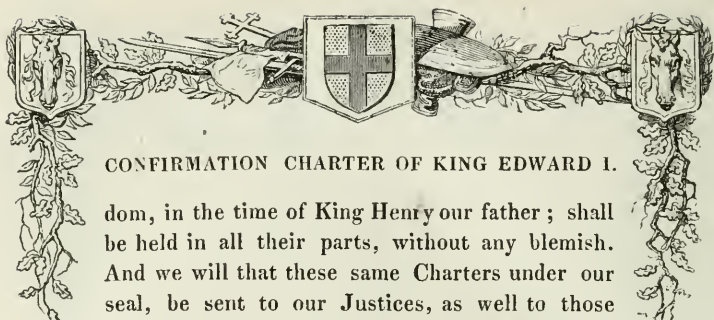 CONFIRMATION CHARTER OF KING EDWARD I.
dom, in the time of King Henry our father ; shall
be held in all their parts, without any blemish.
And we will that these same Charters under our
seal, be sent to our Justices, as well to those